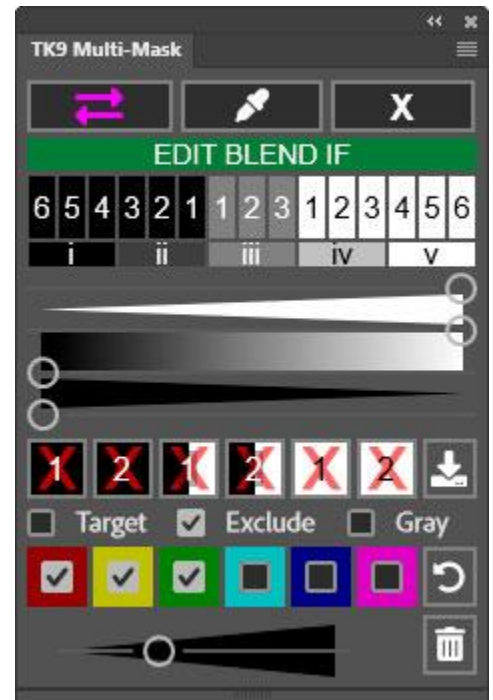 TK9 Multi-Mask
X
EDIT BLEND IF
6 5 4 3 2 1 1 2 3 1 2 3 4 5 6
i ii iii iv v
1 2 1 2 1 2
Target Exclude Gray